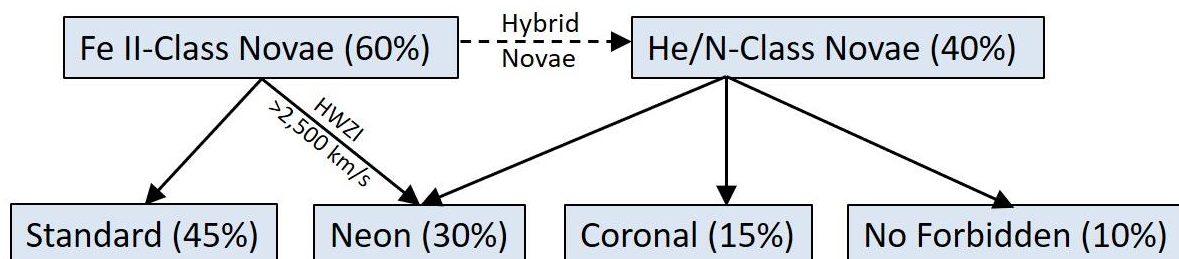 Fe II-Class Novae (60%)
Hybrid
Novae
He/N-Class Novae (40%)
HWZI
>2,500 km/s
Standard (45%)
Neon (30%)
Coronal (15%)
No Forbidden (10%)